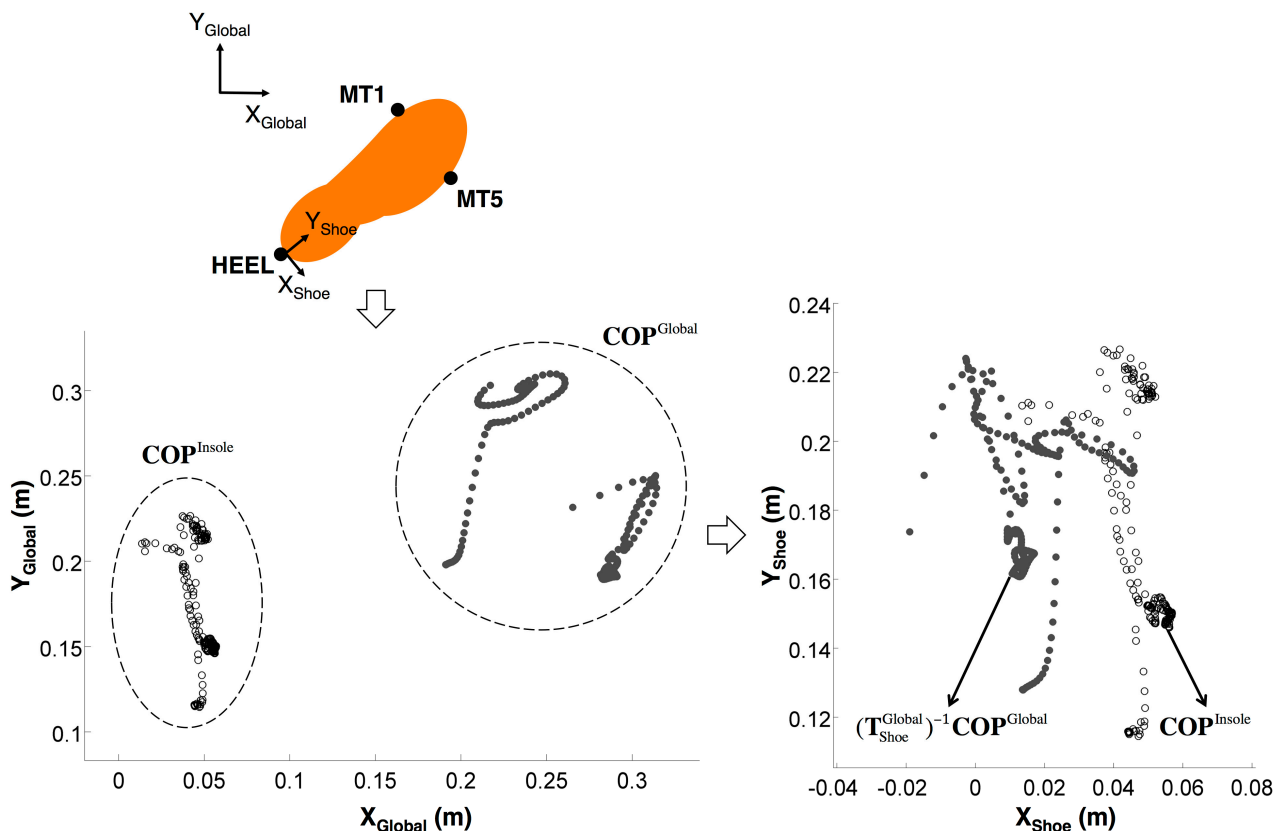 Y_Global
X_Global
MT1
MT5
Y_Shoe
HEEL
X_Shoe
COP^Global
COP^Insole
0.3
0.25
0.2
0.15
0.1
Y_Global (m)
0 0.05 0.1 0.15 0.2 0.25 0.3
X_Global (m)
0.24
0.22
0.2
0.18
0.16
0.14
0.12
Y_Shoe (m)
(T_Shoe^Global)^-1 COP^Global
COP^Insole
-0.04 -0.02 0 0.02 0.04 0.06 0.08
X_Shoe (m)